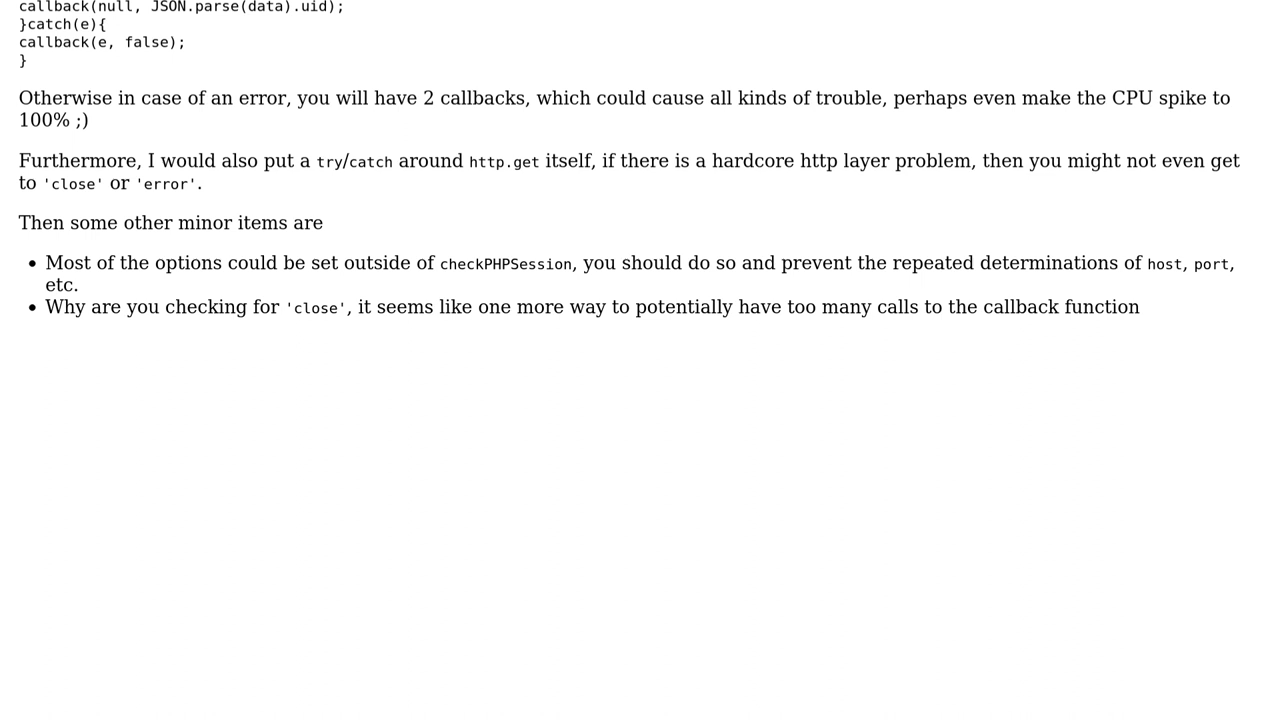 callback(null, JSON.parse(data).uid);
}catch(e){
callback(e, false);
}
Otherwise in case of an error, you will have 2 callbacks, which could cause all kinds of trouble, perhaps even make the CPU spike to
100% ;)
Furthermore, I would also put a try/catch around http.get itself, if there is a hardcore http layer problem, then you might not even get
to 'close' or 'error'.
Then some other minor items are
• Most of the options could be set outside of checkPHPSession, you should do so and prevent the repeated determinations of host, port,
etc.
• Why are you checking for 'close', it seems like one more way to potentially have too many calls to the callback function